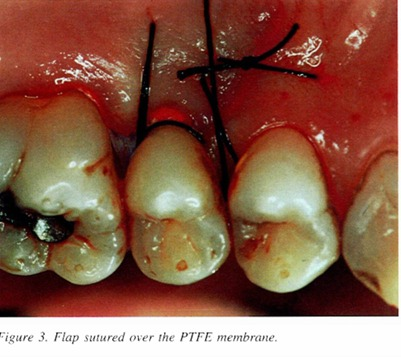 Figure 3. Flap sutured over the PTFE membrane.